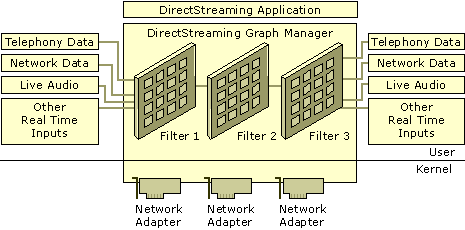 DirectStreaming Application
DirectStreaming Graph Manager
Telephony Data
Network Data
Live Audio
Other
Real Time
Inputs
Filter 1
Filter 2
Filter 3
Telephony Data
Network Data
Live Audio
Other
Real Time
Inputs
User
Kernel
Network
Adapter
Network
Adapter
Network
Adapter